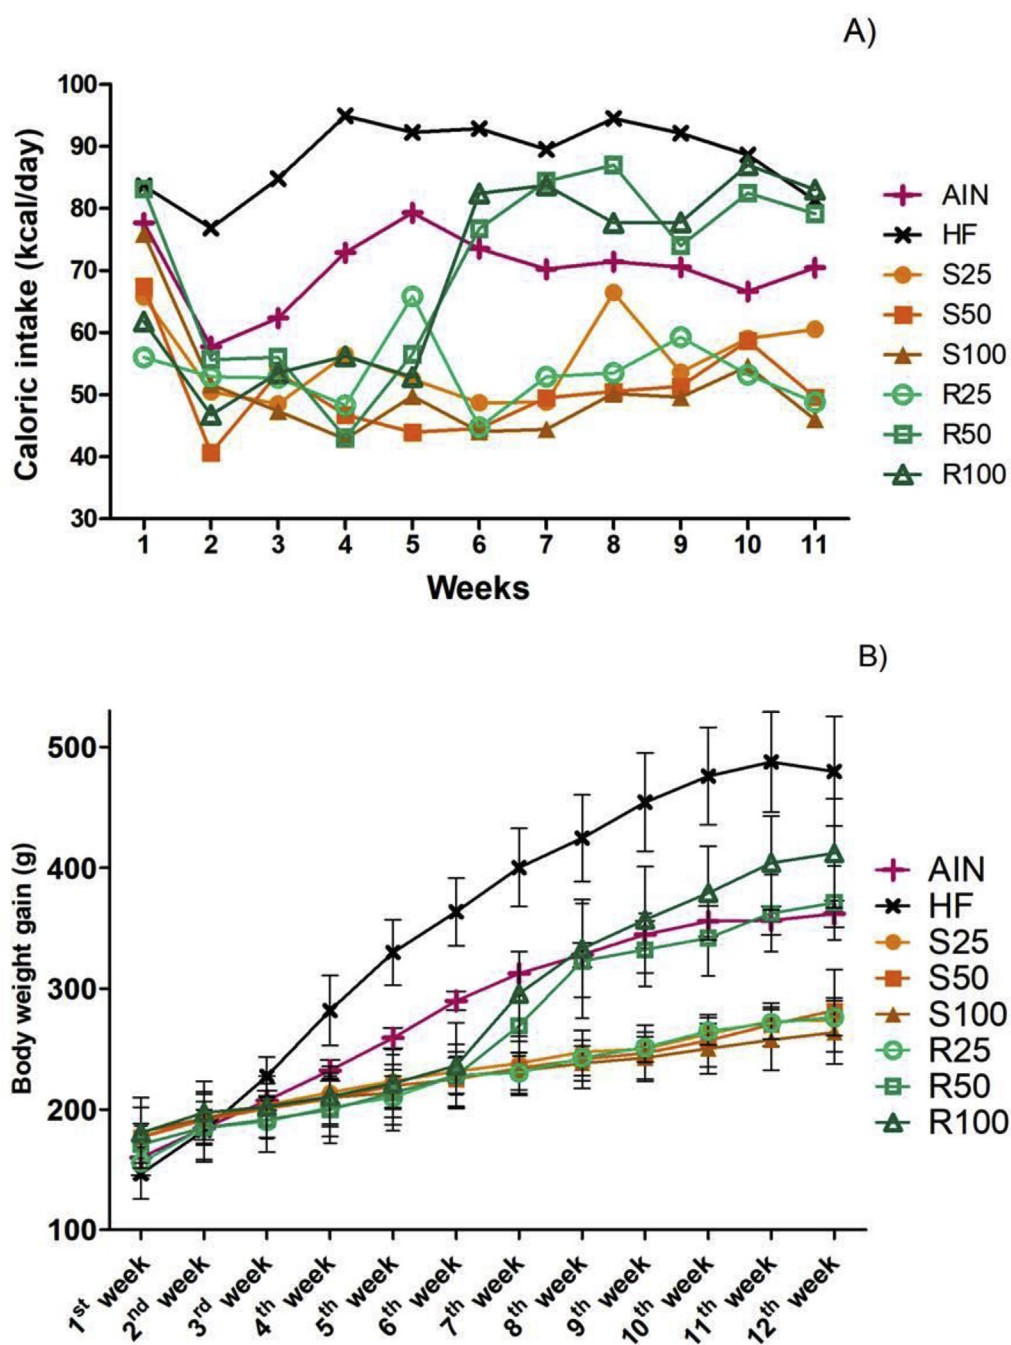 A)
100
90
80
70
60
50
40
30
Caloric intake (kcal/day)
1 2 3 4 5 6 7 8 9 10 11
Weeks
AIN
HF
S25
S50
S100
R25
R50
R100
B)
500
400
300
200
100
Body weight gain (g)
1st week
2nd week
3rd week
4th week
5th week
6th week
7th week
8th week
9th week
10th week
11th week
12th week
AIN
HF
S25
S50
S100
R25
R50
R100